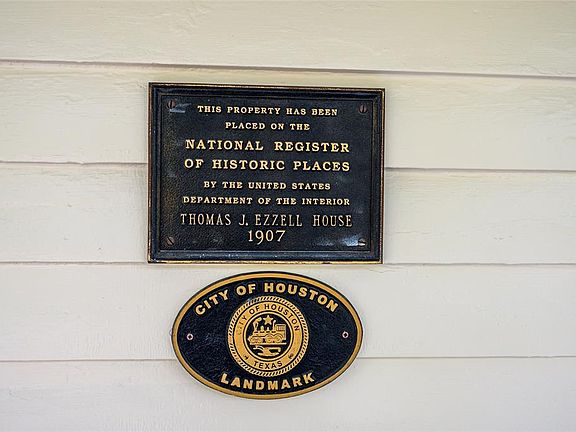 THIS PROPERTY HAS BEEN
PLACED ON THE
NATIONAL REGISTER
OF HISTORIC PLACES
BY THE UNITED STATES
DEPARTMENT OF THE INTERIOR
THOMAS J. EZZELL HOUSE
1907
CITY OF HOUSTON
CITY OF HOUSTON
TEXAS
LANDMARK